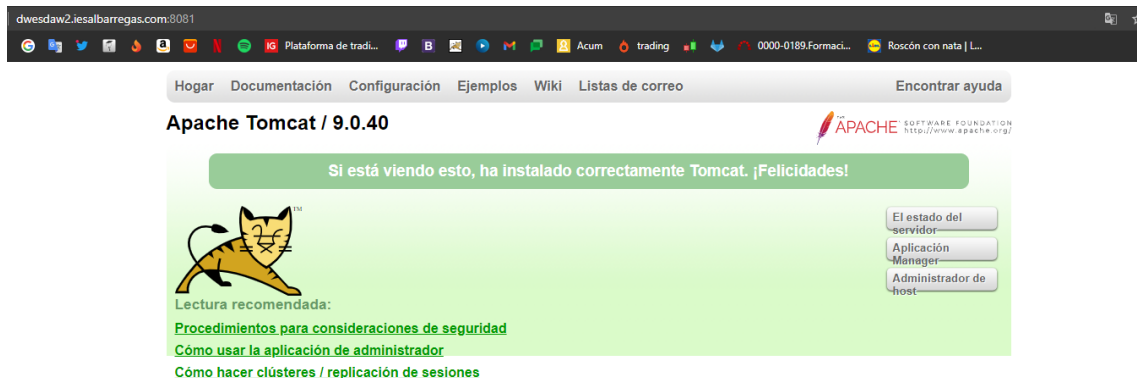 dwesdaw2.iesalbarregas.com:8081
IG Plataforma de tradi... B Acum trading 0000-0189.Formaci... Roscón con nata | L...
Hogar Documentación Configuración Ejemplos Wiki Listas de correo Encontrar ayuda
Apache Tomcat / 9.0.40
THE
APACHE SOFTWARE FOUNDATION
http://www.apache.org/
Si está viendo esto, ha instalado correctamente Tomcat. ¡Felicidades!
TM
El estado del
servidor
Aplicación
Manager
Administrador de
host
Lectura recomendada:
Procedimientos para consideraciones de seguridad
Cómo usar la aplicación de administrador
Cómo hacer clústeres / replicación de sesiones